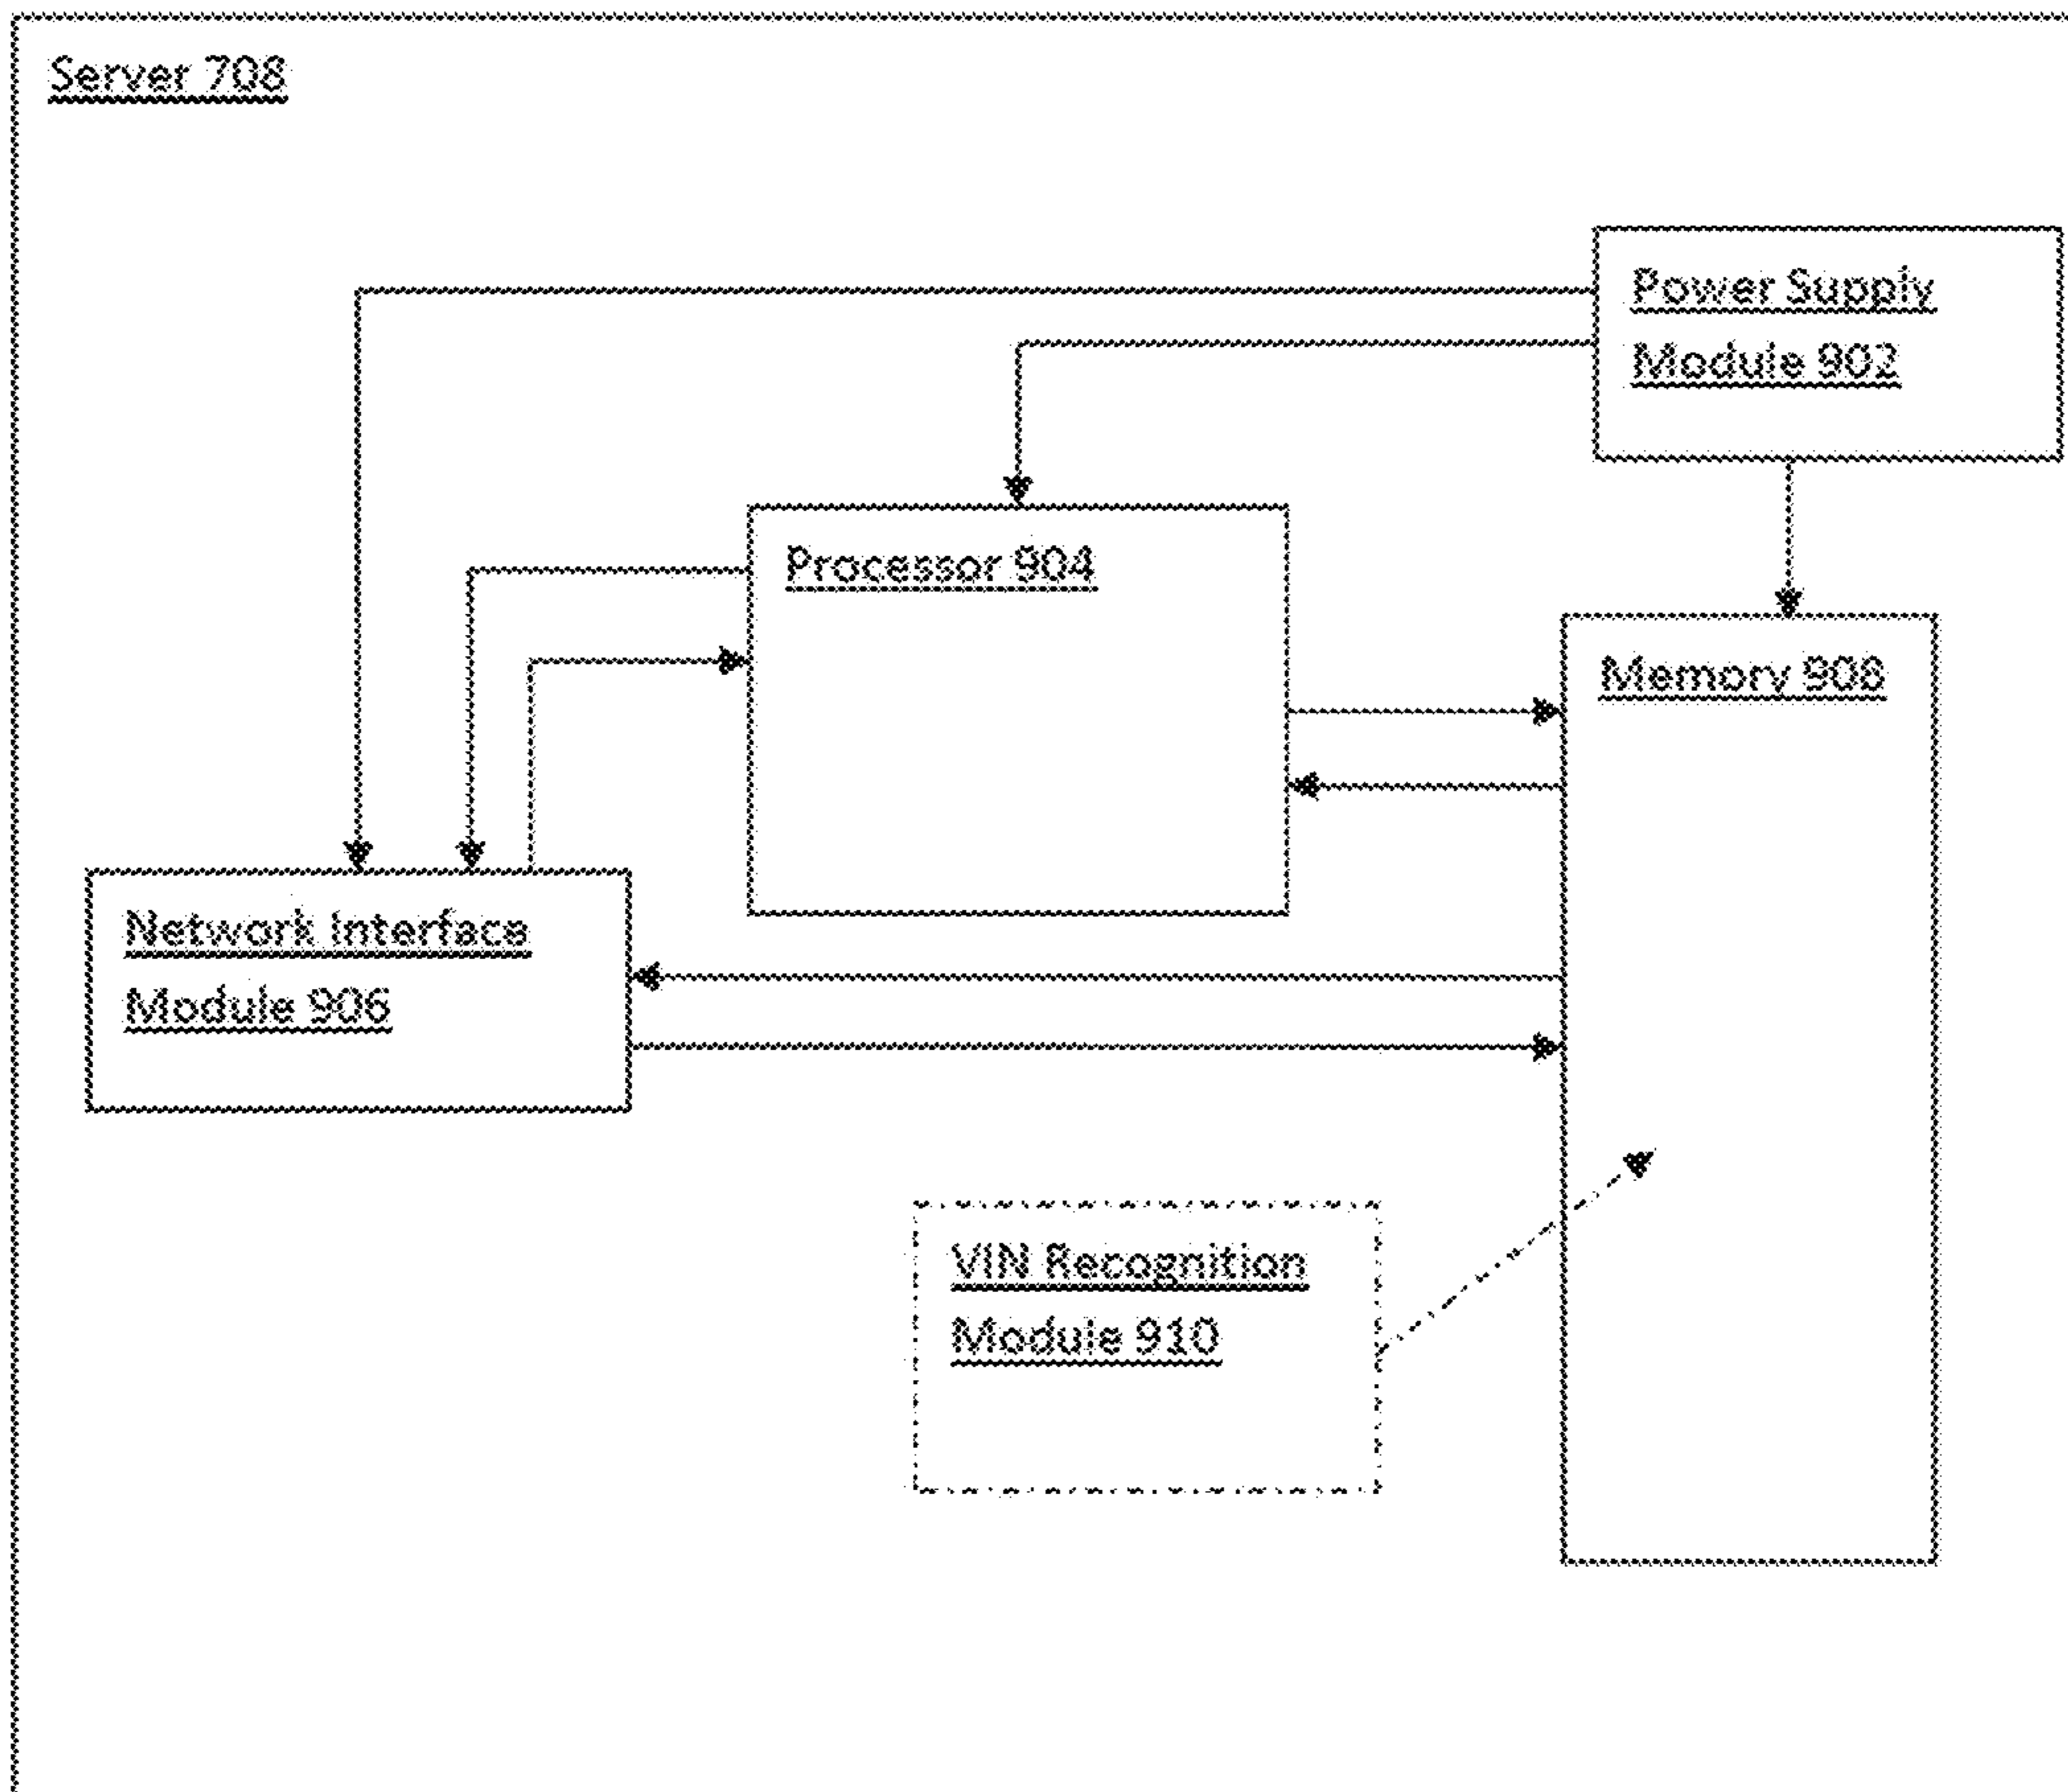 Server 708
Power Supply
Module 902
Processor 904
Memory 908
Network Interface
Module 906
VIN Recognition
Module 910